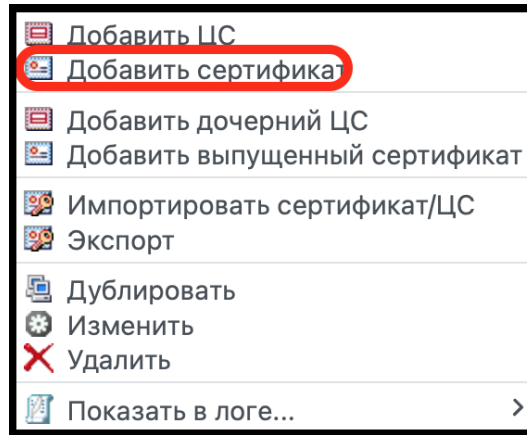 Добавить ЦС
Добавить сертификат
Добавить дочерний ЦС
Добавить выпущенный сертификат
Импортировать сертификат/ЦС
Экспорт
Дублировать
Изменить
Удалить
Показать в логе...